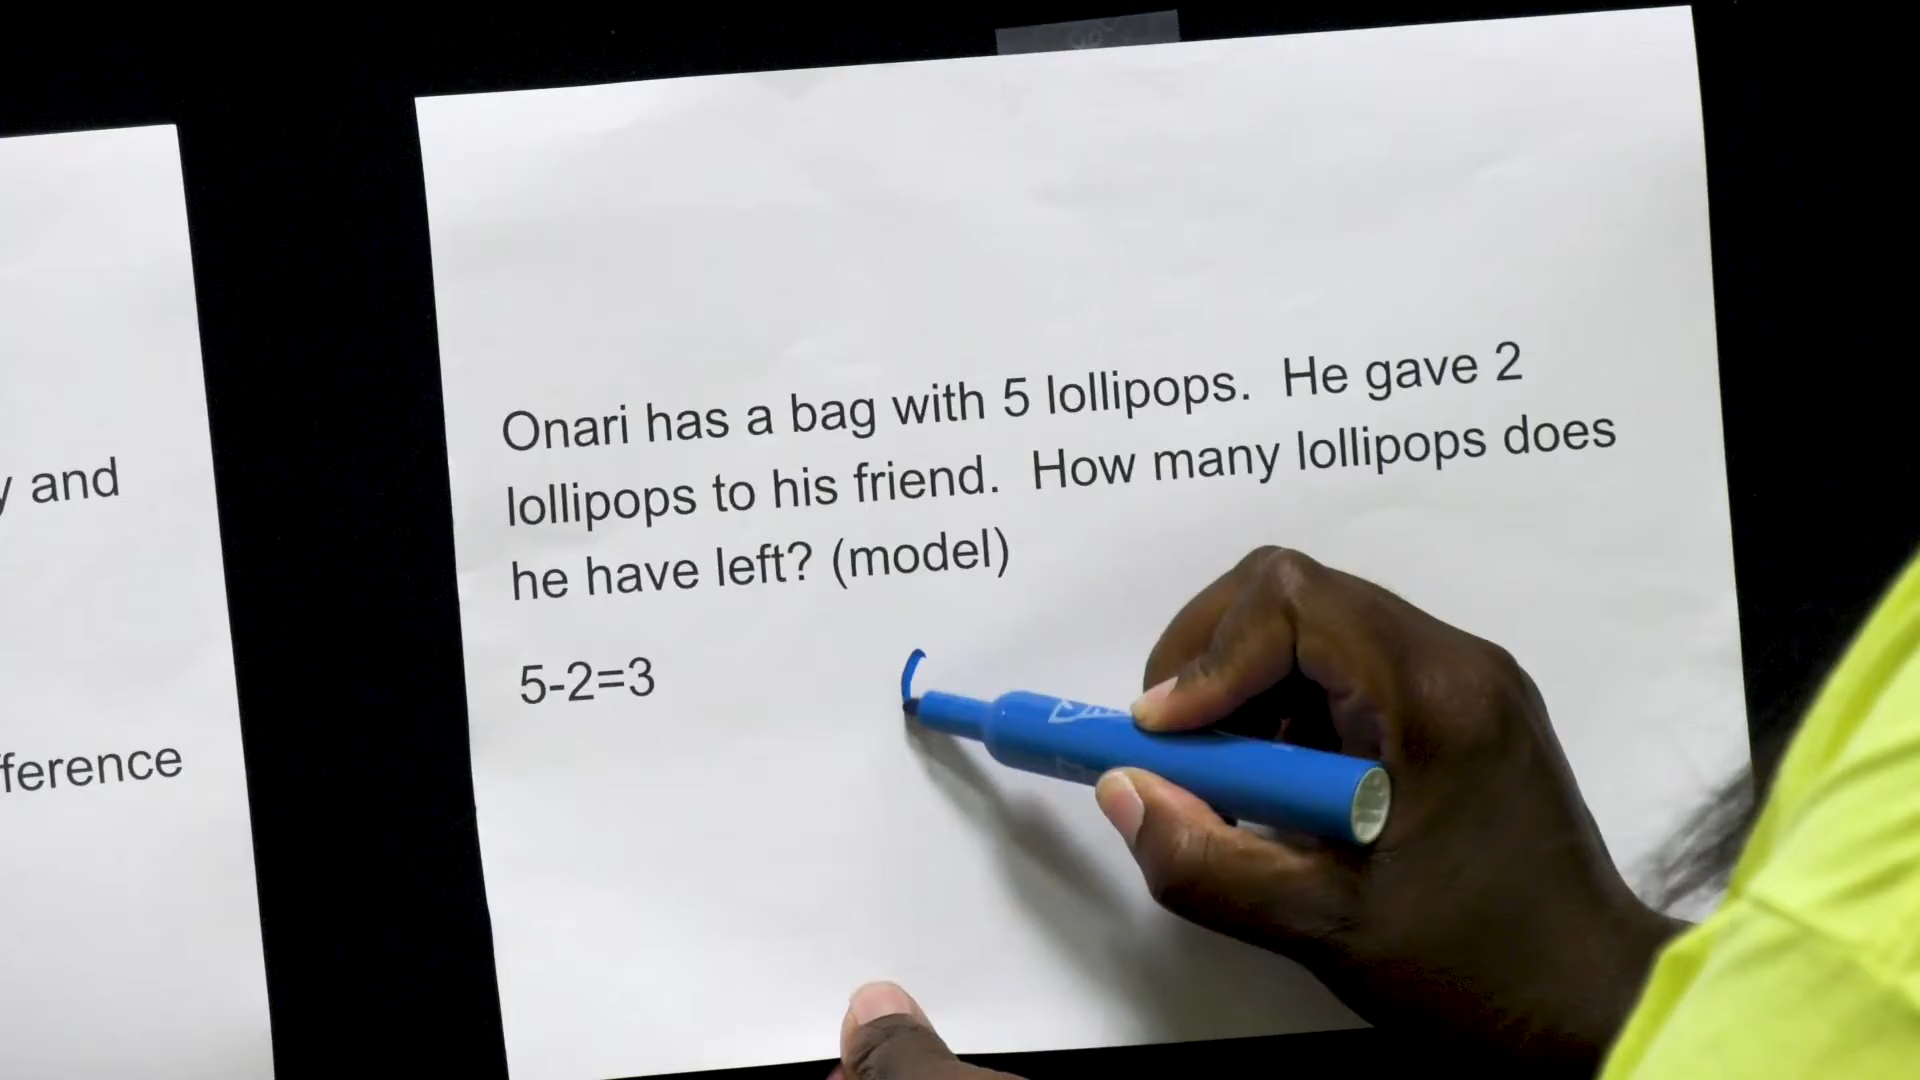 and
fference
Onari has a bag with 5 lollipops. He gave 2
lollipops to his friend. How many lollipops does
he have left? (model)
5-2=3